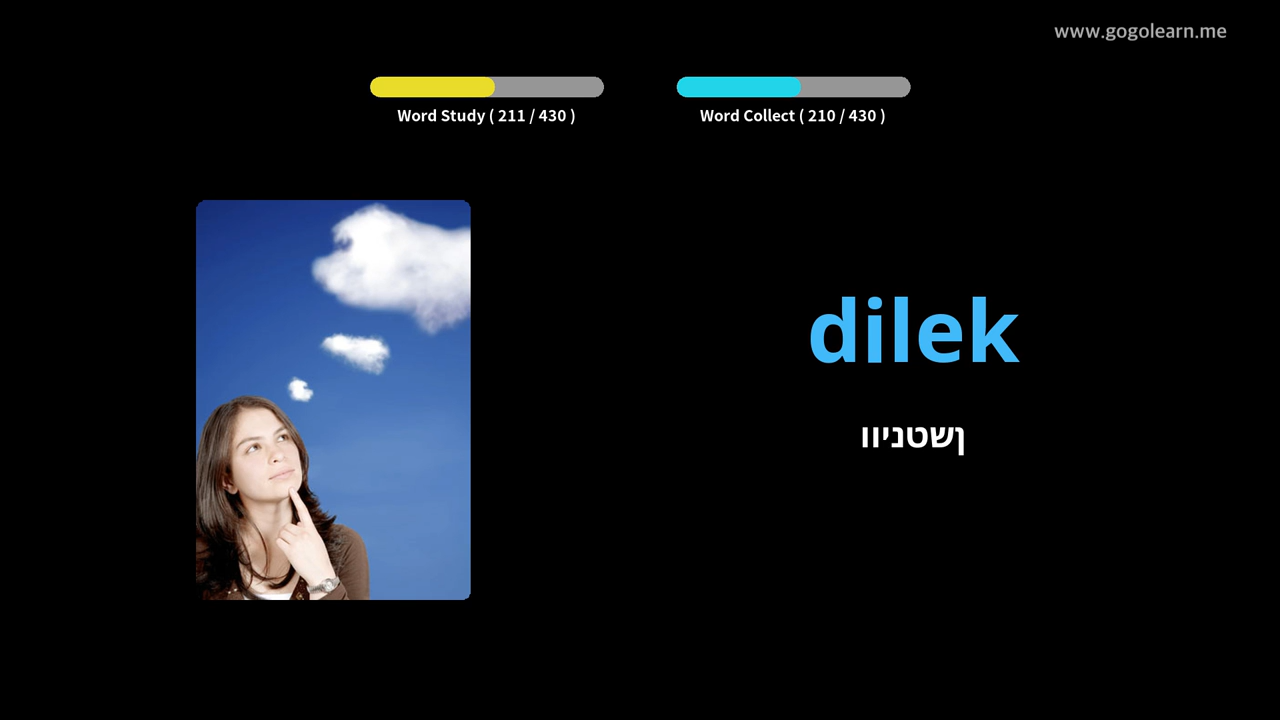 www.gogolearn.me
Word Study ( 211 / 430 )
Word Collect ( 210 / 430 )
dilek
ןשטניוו